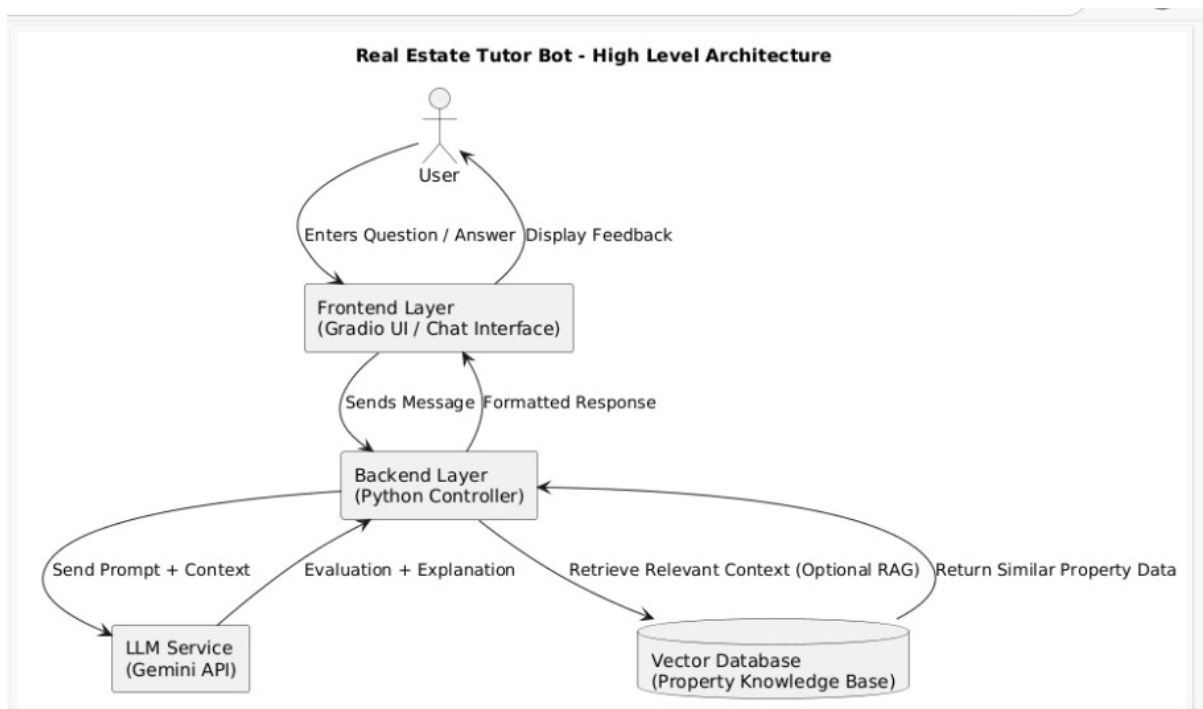 Real Estate Tutor Bot - High Level Architecture
User
Enters Question / Answer
Display Feedback
Frontend Layer
(Gradio UI / Chat Interface)
Sends Message
Formatted Response
Backend Layer
(Python Controller)
Send Prompt + Context
Evaluation + Explanation
Retrieve Relevant Context (Optional RAG)
Return Similar Property Data
LLM Service
(Gemini API)
Vector Database
(Property Knowledge Base)